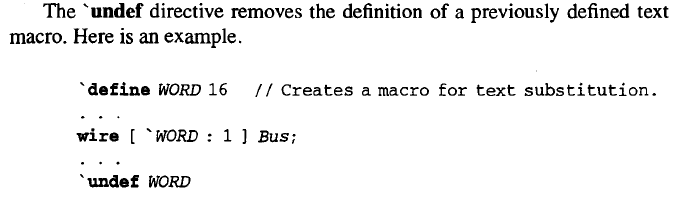 The `undef directive removes the definition of a previously defined text
macro. Here is an example.
`define WORD 16 // Creates a macro for text substitution.
. . .
wire [ `WORD : 1 ] Bus;
. . .
`undef WORD